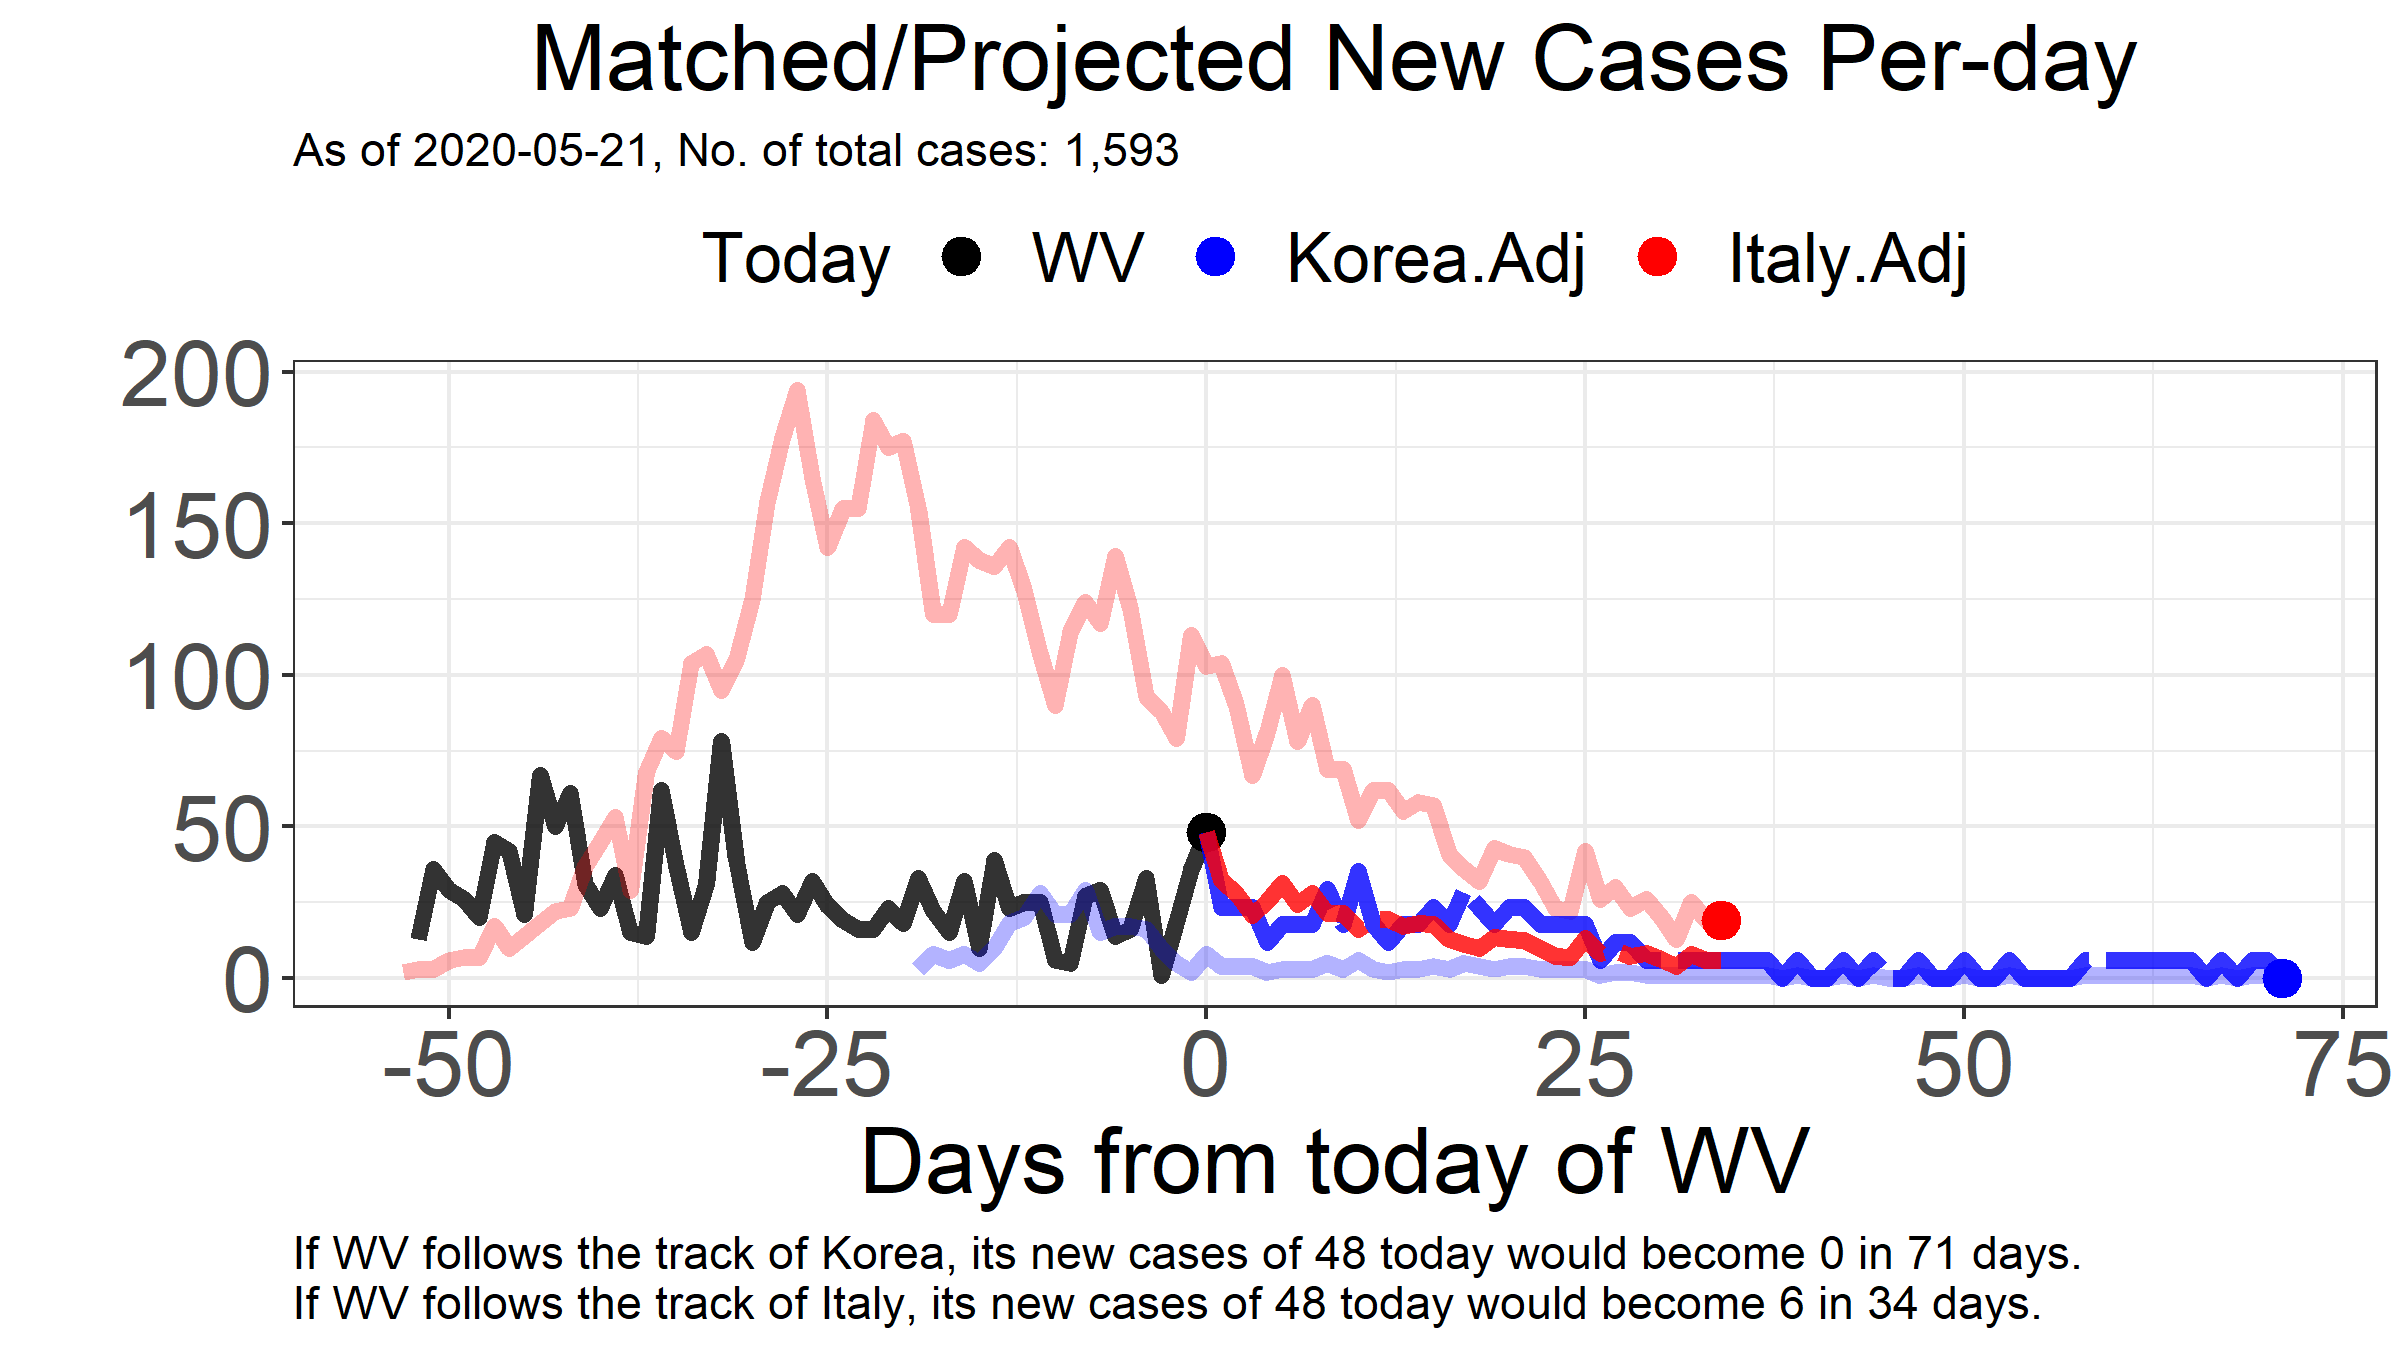 Matched/Projected New Cases Per-day
As of 2020-05-21, No. of total cases: 1,593
Today WV Korea.Adj Italy.Adj
200
150
100
50
0
-50 -25 0 25 50 75
Days from today of WV
If WV follows the track of Korea, its new cases of 48 today would become 0 in 71 days.
If WV follows the track of Italy, its new cases of 48 today would become 6 in 34 days.